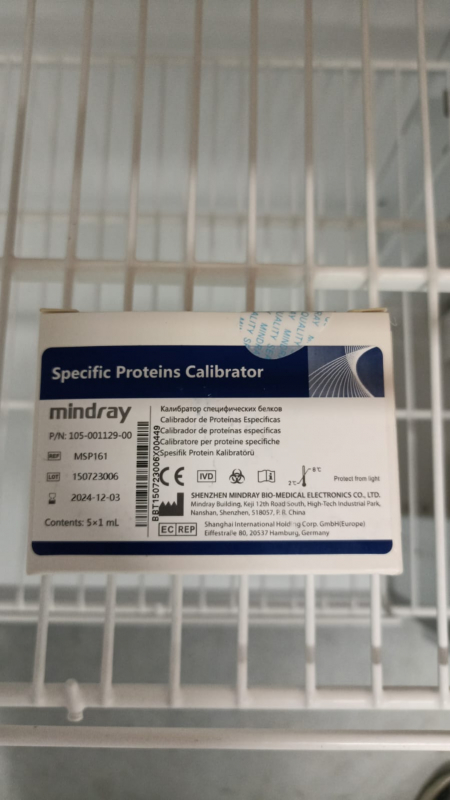 QUALITY
MINDRAY
Specific Proteins Calibrator
mindray
P/N: 105-001129-00
REF MSP161
LOT 150723006
2024-12-03
Contents: 5×1 mL
BBT150723006X00449
Калибратор специфических белков
Calibrador de Proteínas Específicas
Calibrador de proteínas específicas
Calibratore per proteine specifiche
Spesifik Protein Kalibratörü
CE IVD 2°C 8°C Protect from light
SHENZHEN MINDRAY BIO-MEDICAL ELECTRONICS CO., LTD.
Mindray Building, Keji 12th Road South, High-Tech Industrial Park,
Nanshan, Shenzhen, 518057, P. R. China
EC REP Shanghai International Holding Corp. GmbH(Europe)
Eiffestraße 80, 20537 Hamburg, Germany